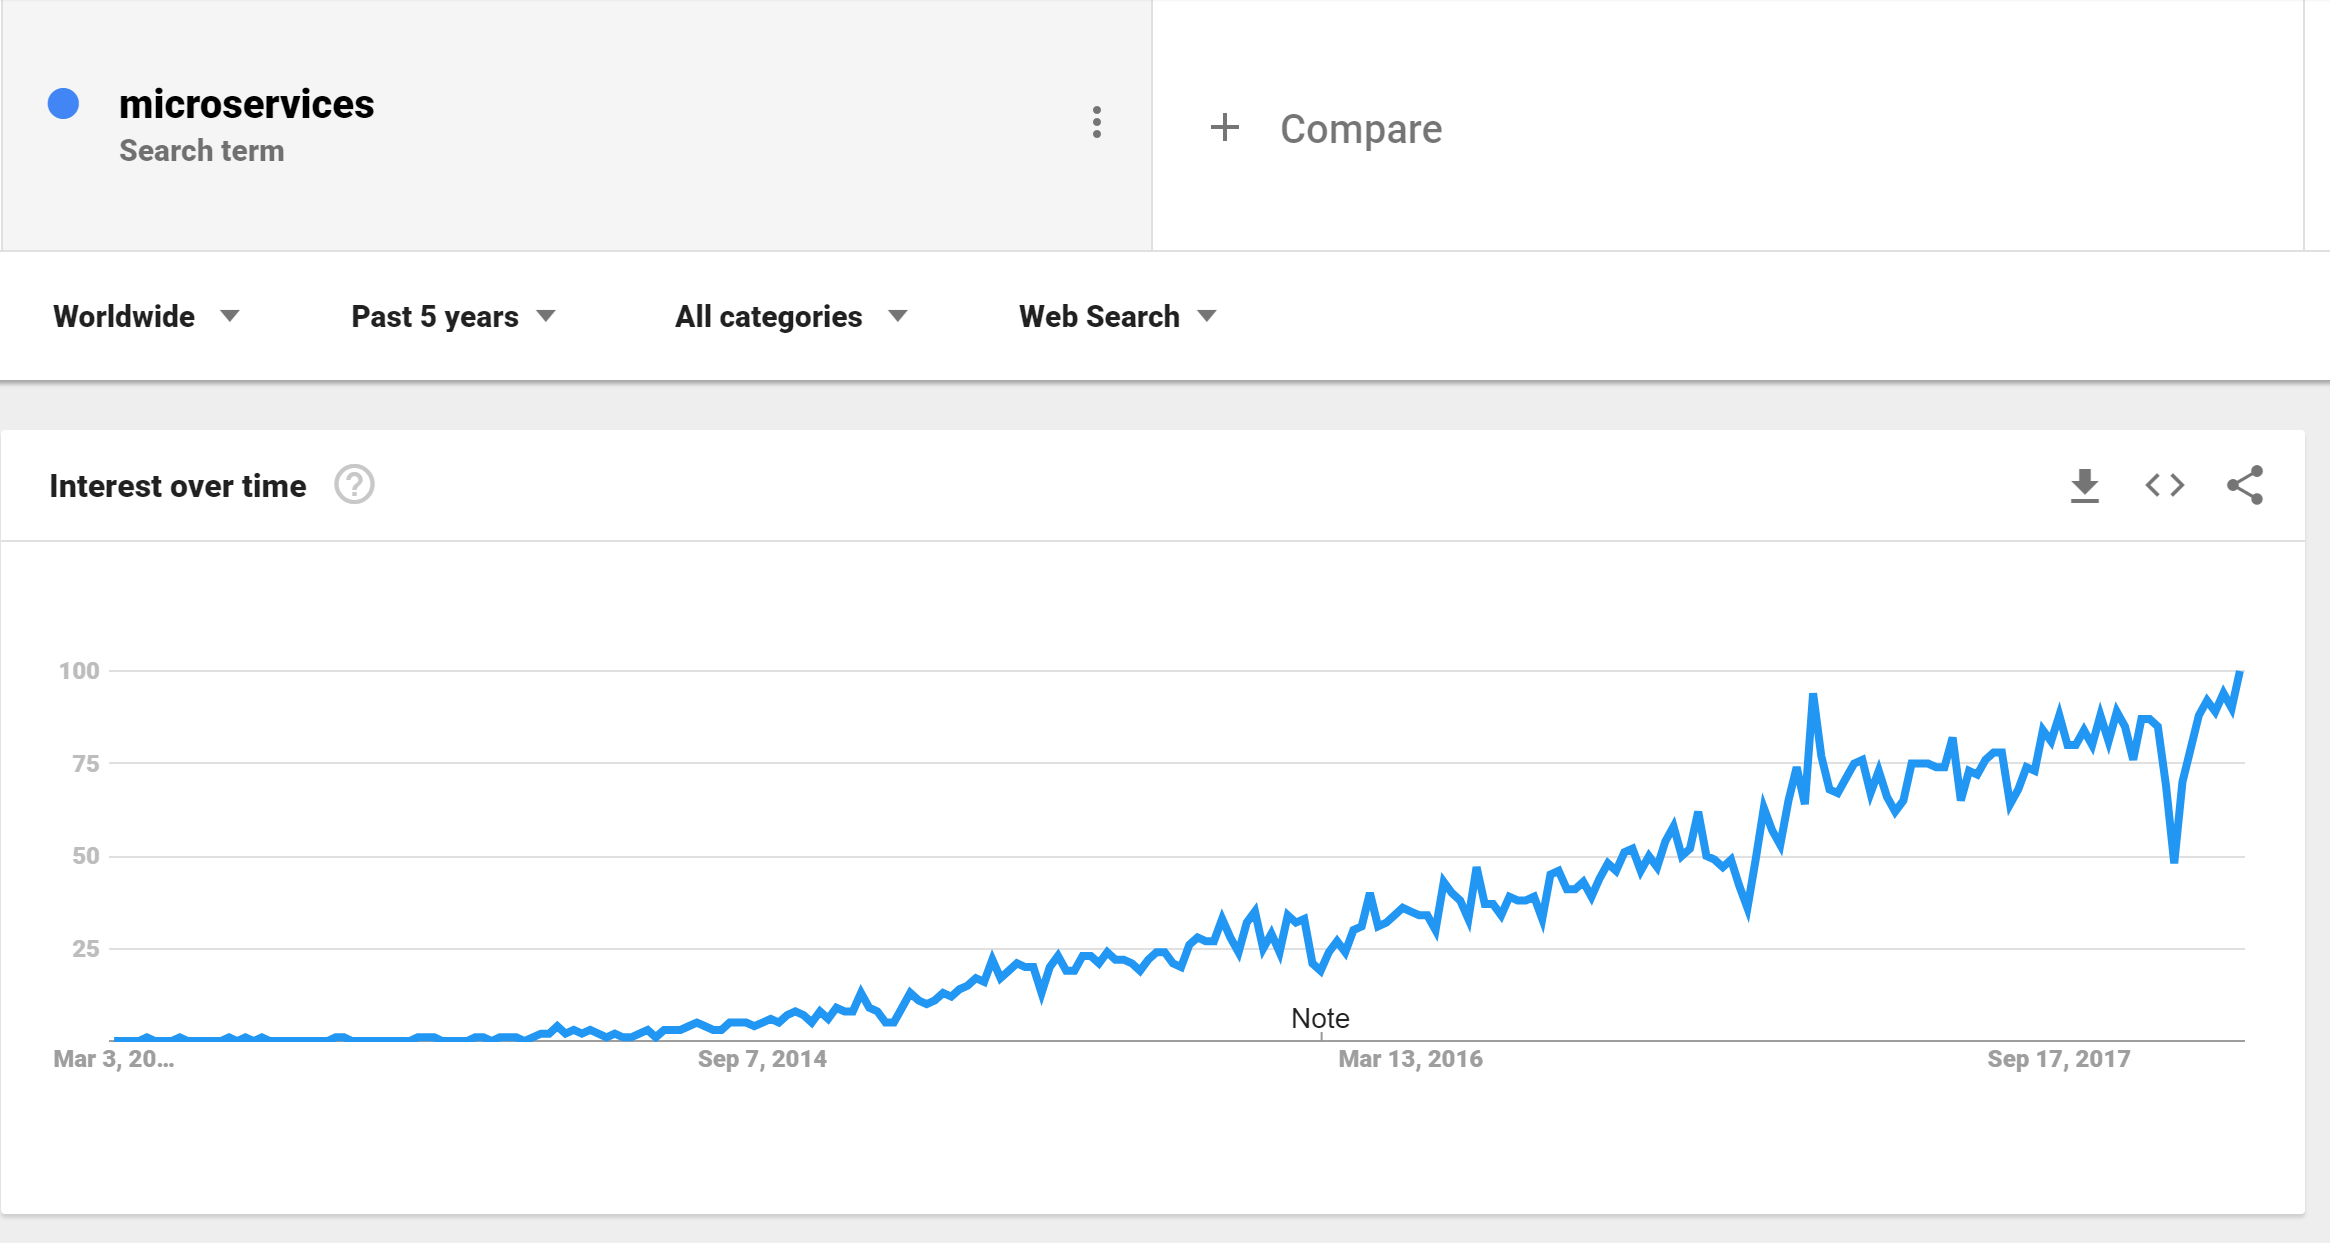 microservices
Search term
Compare
Worldwide Past 5 years All categories Web Search
Interest over time ?
100
75
50
25
Note
Mar 3, 20... Sep 7, 2014 Mar 13, 2016 Sep 17, 2017